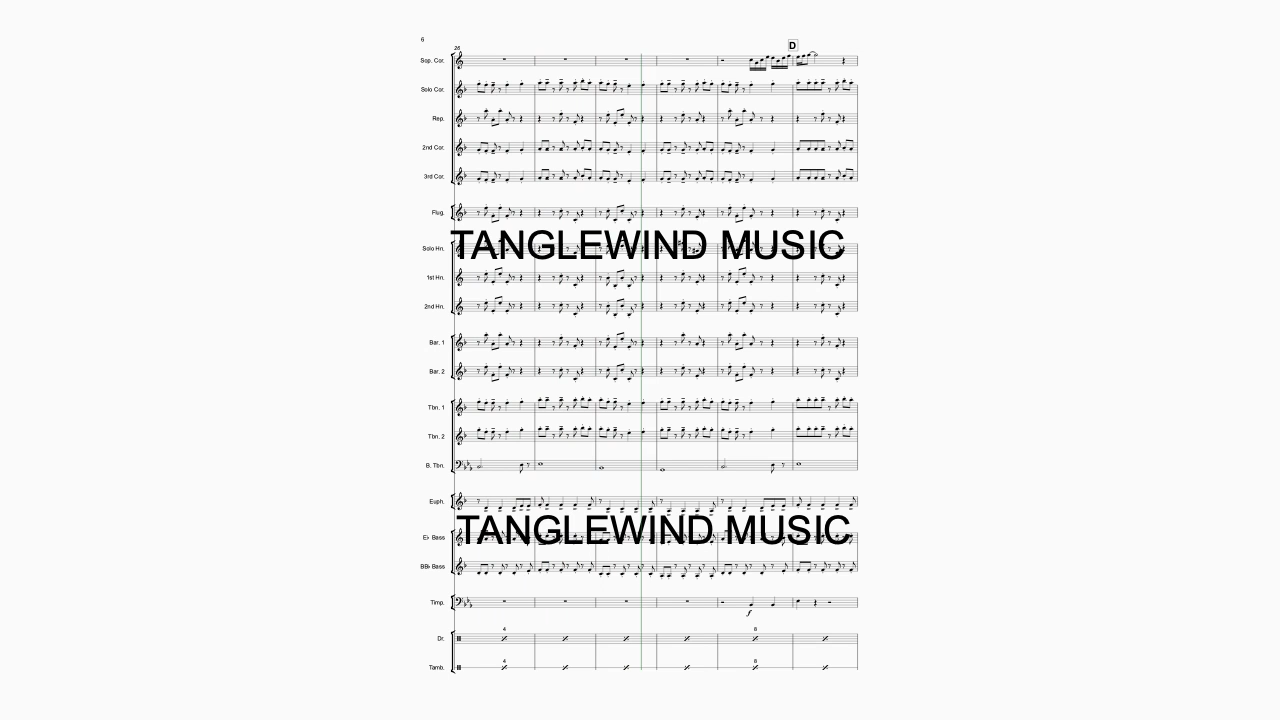 6
26
D
Sop. Cor.
Solo Cor.
Rep.
2nd Cor.
3rd Cor.
Flug.
TANGLEWIND MUSIC
Solo Hn.
1st Hn.
2nd Hn.
Bar. 1
Bar. 2
Tbn. 1
Tbn. 2
B. Tbn.
Euph.
TANGLEWIND MUSIC
E♭ Bass
BB♭ Bass
Timp.
f
4 8
Dr.
4 8
Tamb.